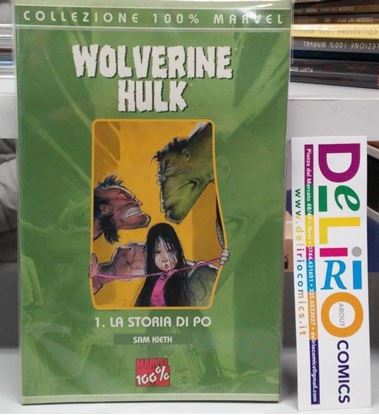 COLLEZIONE 100% MARVEL
WOLVERINE
HULK
1. LA STORIA DI PO
SAM KIETH
MARVEL
100%
DeLIRIO
ABOUT
COMICS
www.deliriocomics.it